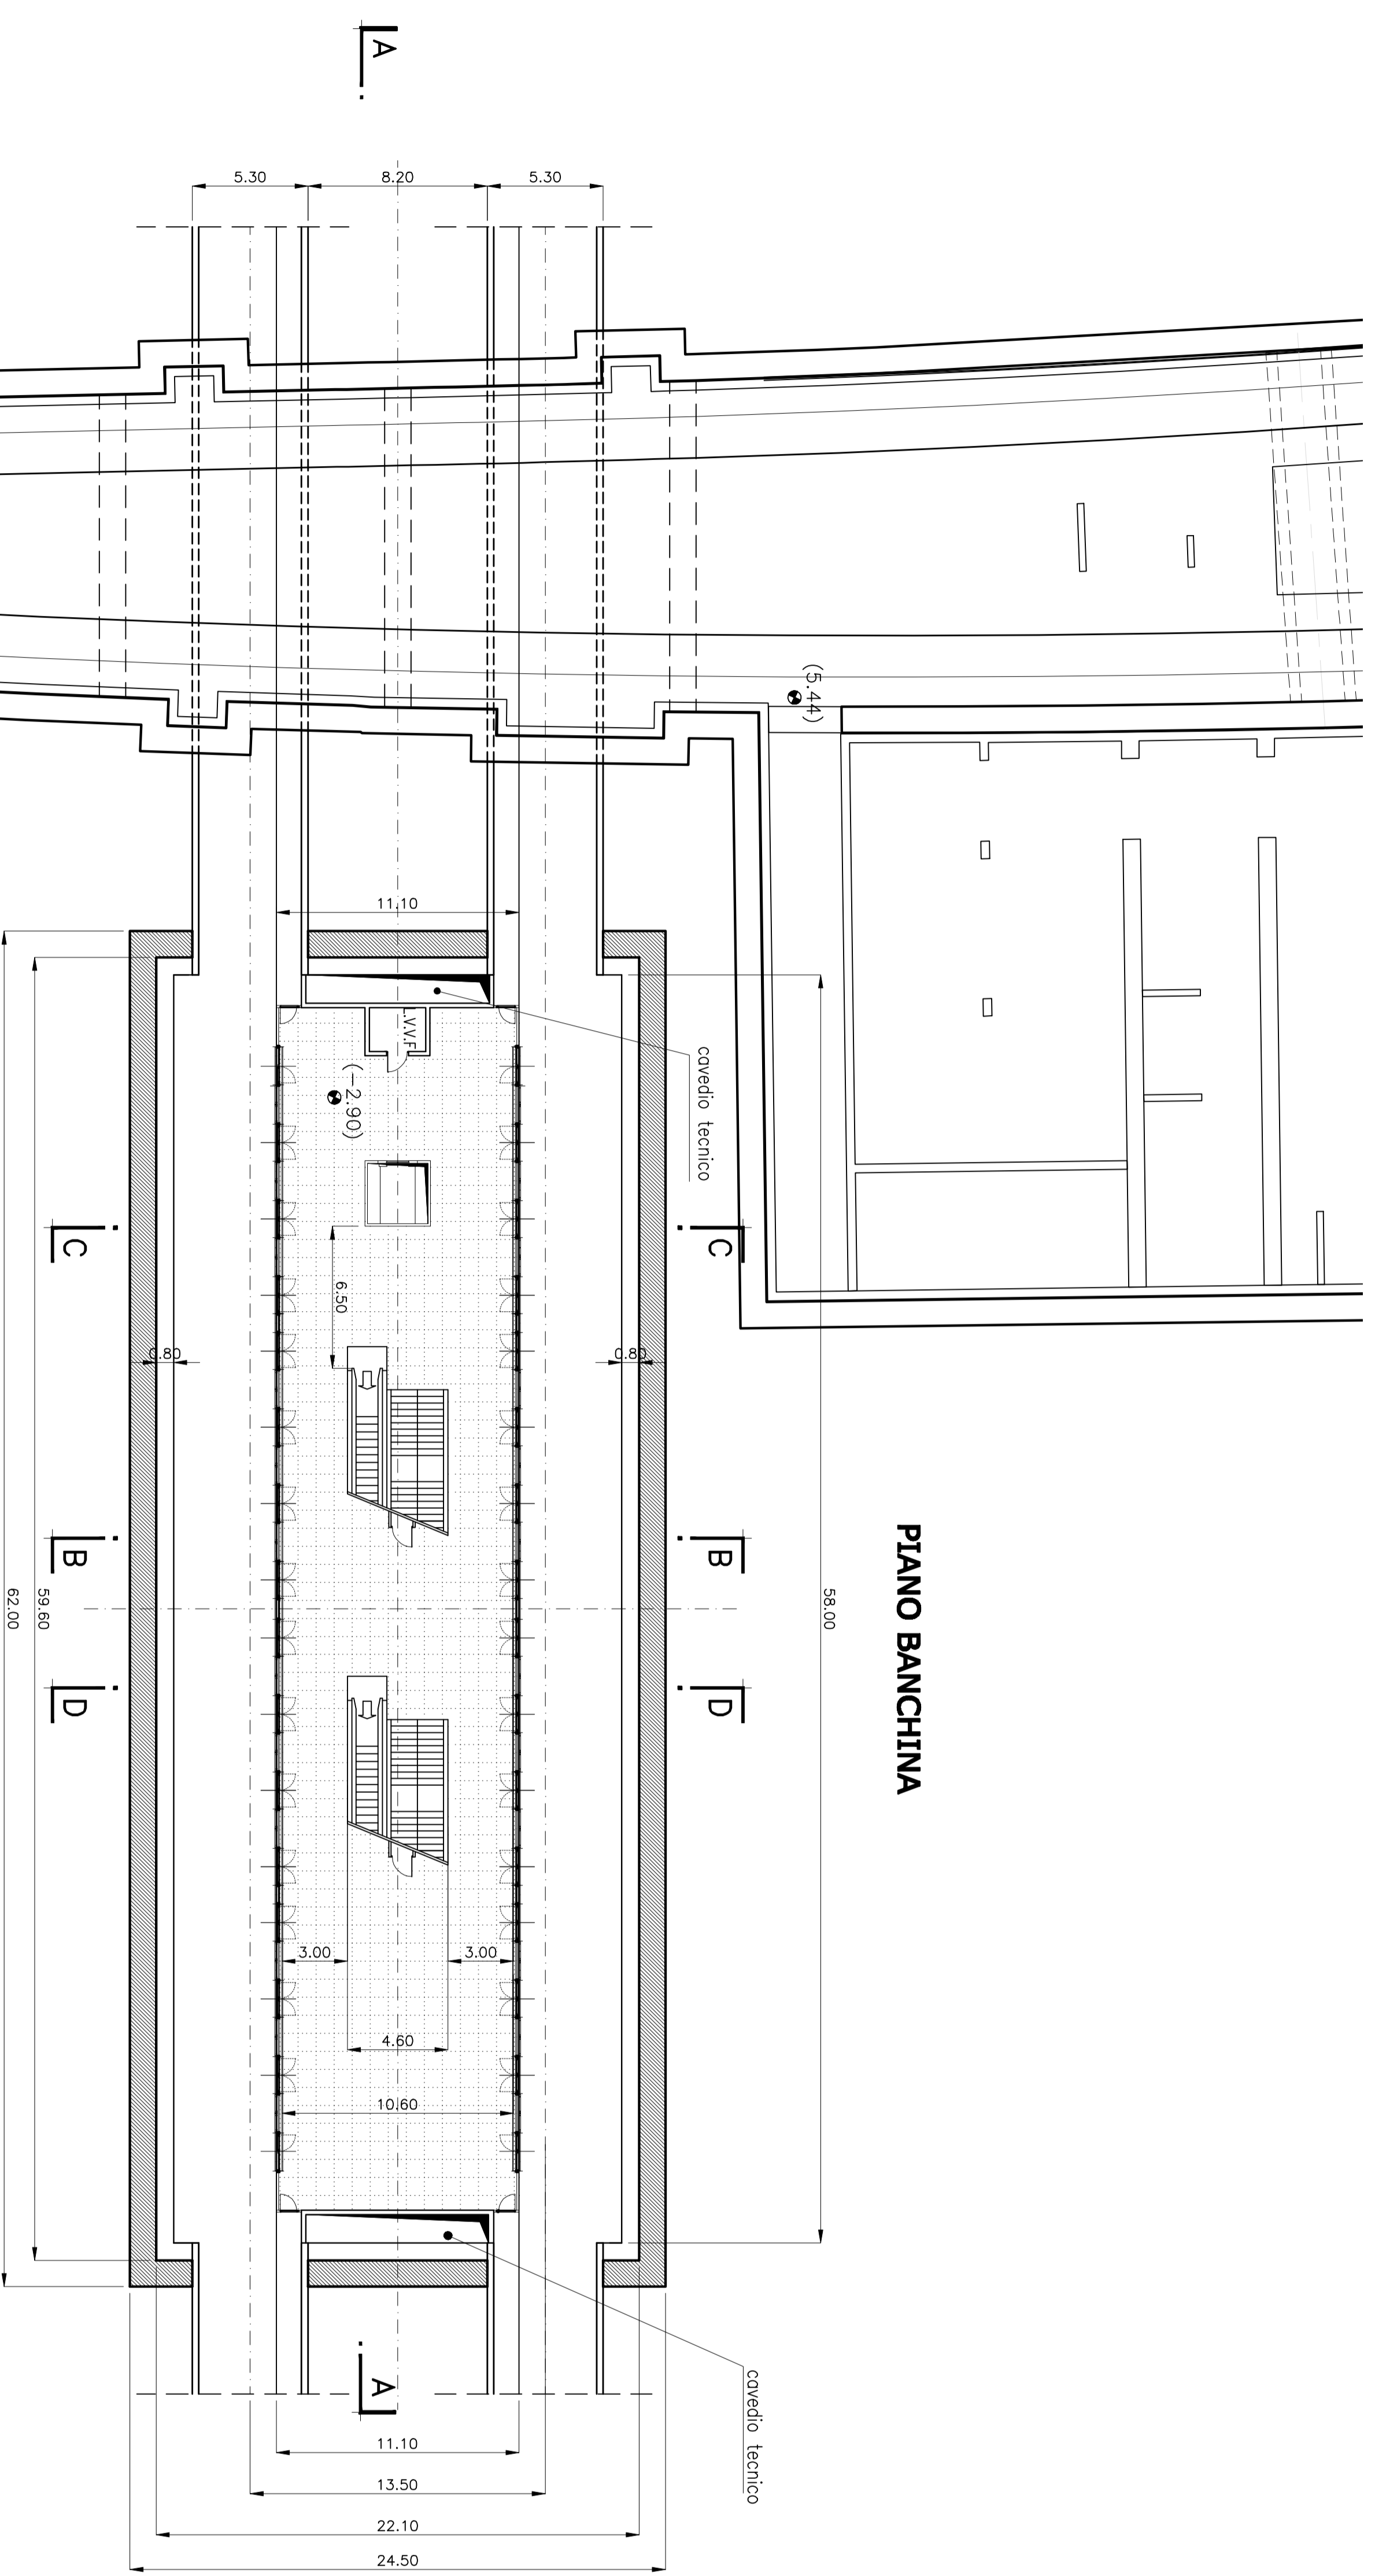 PIANO BANCHINA
A
5.30
8.20
5.30
(5.44)
11.10
cavedio tecnico
L.V.V.F.
(-2.90)
C
C
6.50
0.80
0.80
B
B
58.00
59.60
62.00
D
D
3.00
3.00
4.60
10.60
cavedio tecnico
A
11.10
13.50
22.10
24.50